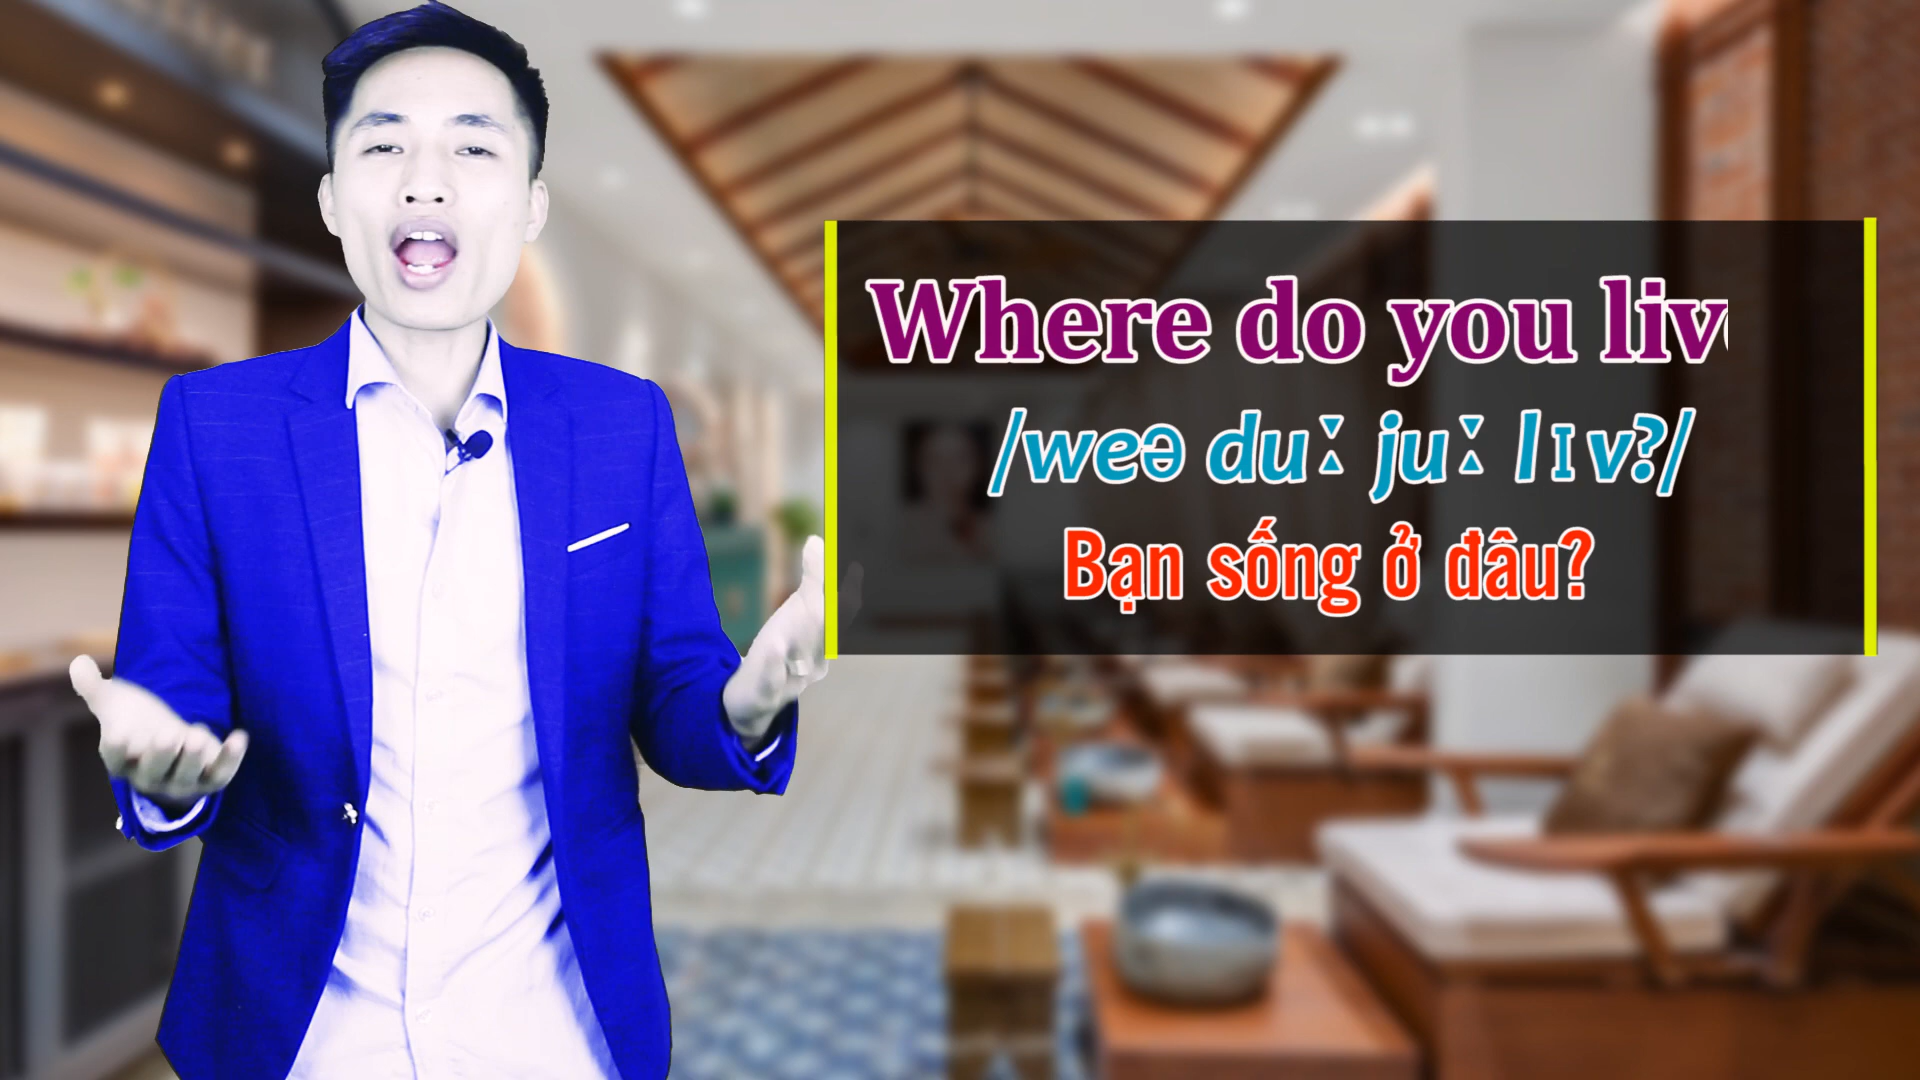 Where do you liv
/weə duː juː lɪv?/
Bạn sống ở đâu?